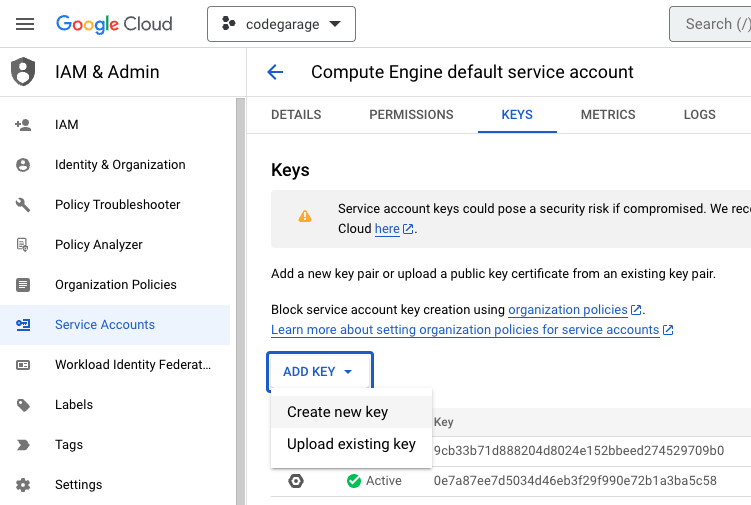 Google Cloud
codegarage
Search (/)
IAM & Admin
Compute Engine default service account
DETAILS
PERMISSIONS
KEYS
METRICS
LOGS
IAM
Identity & Organization
Policy Troubleshooter
Policy Analyzer
Organization Policies
Service Accounts
Workload Identity Federat...
Labels
Tags
Settings
Keys
Service account keys could pose a security risk if compromised. We rec
Cloud here.
Add a new key pair or upload a public key certificate from an existing key pair.
Block service account key creation using organization policies.
Learn more about setting organization policies for service accounts
ADD KEY
Create new key
Upload existing key
Key
9cb33b71d888204d8024e152bbeed274529709b0
Active
0e7a87ee7d5034d46eb3f29f990e72b1a3ba5c58